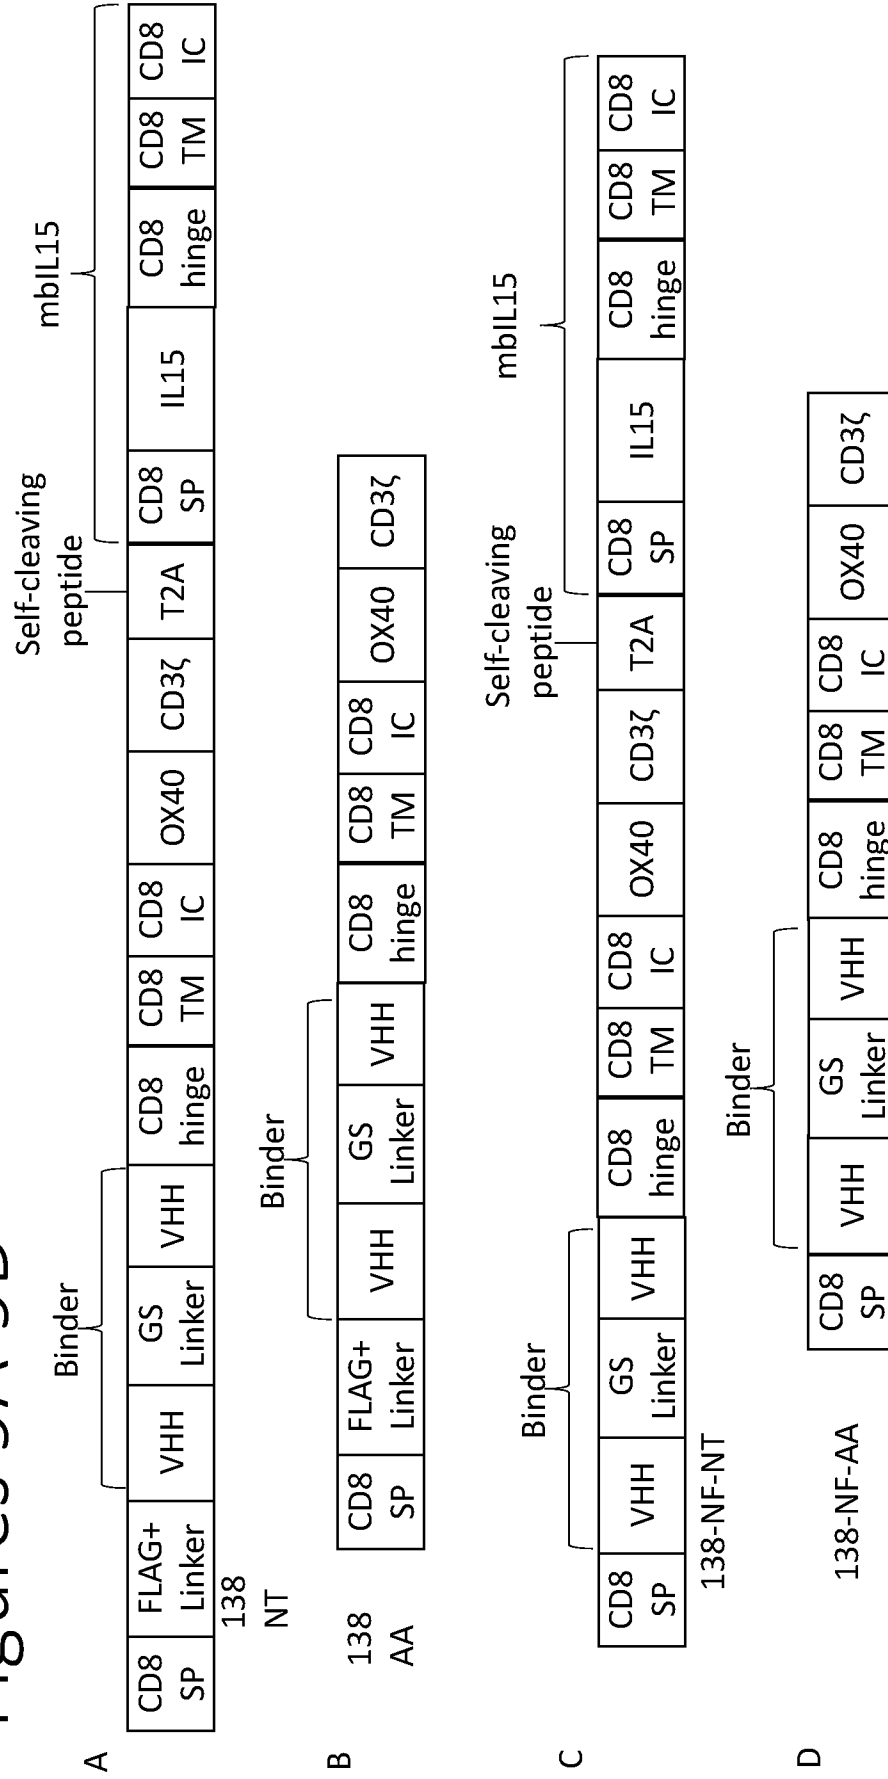 Figures
A
Binder
Self-cleaving
peptide
mbIL15
CD8
SP
FLAG+
Linker
VHH
GS
Linker
VHH
CD8
hinge
CD8
TM
CD8
IC
OX40
CD3ζ
T2A
CD8
SP
IL15
CD8
hinge
CD8
TM
CD8
IC
138
NT
B
138
AA
Binder
CD8
SP
FLAG+
Linker
VHH
GS
Linker
VHH
CD8
hinge
CD8
TM
CD8
IC
OX40
CD3ζ
C
Binder
Self-cleaving
peptide
mbIL15
CD8
SP
VHH
GS
Linker
VHH
CD8
hinge
CD8
TM
CD8
IC
OX40
CD3ζ
T2A
CD8
SP
IL15
CD8
hinge
CD8
TM
CD8
IC
138-NF-NT
D
138-NF-AA
Binder
CD8
SP
VHH
GS
Linker
VHH
CD8
hinge
CD8
TM
CD8
IC
OX40
CD3ζ